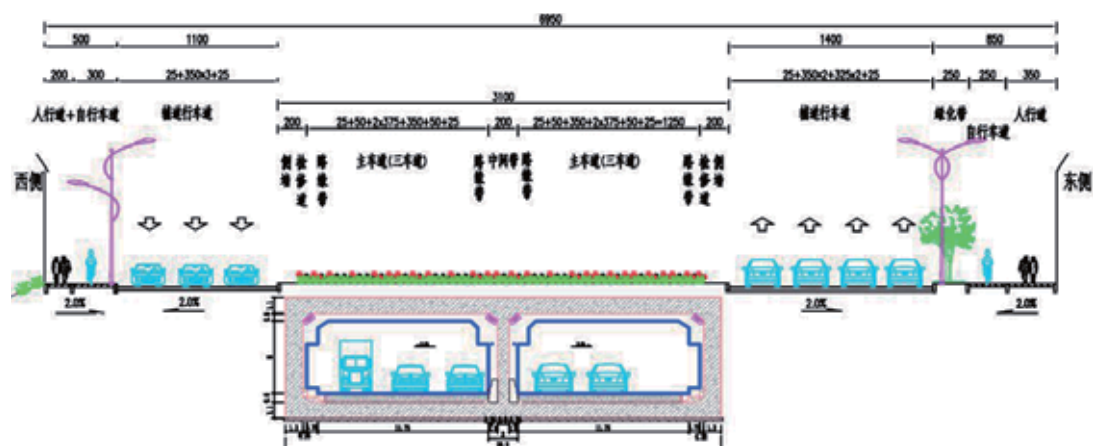 6950
500 1100 1400 850
200 300 25+350x3+25 25+350x2+325x2+25 250 250 350
3100
人行道+自行车道 辅道行车道 辅道行车道 绿化带 自行车道 人行道
200 25+50+2x375+350+50+25 200 25+50+350+2x375+50+25=1250 200
侧墙 检修道 路缘带 主车道(三车道) 路缘带 中间带 路缘带 主车道(三车道) 路缘带 检修道 侧墙
西侧 东侧
2.0% 2.0% 2.0% 2.0%